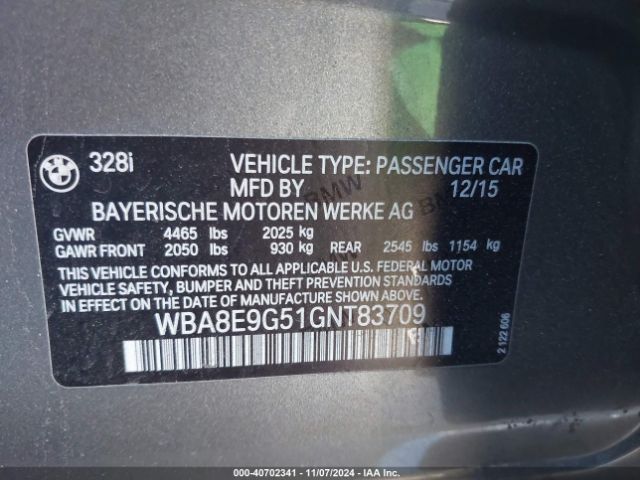 BMW 328i VEHICLE TYPE: PASSENGER CAR
MFD BY 12/15
BAYERISCHE MOTOREN WERKE AG
GVWR 4465 lbs 2025 kg
GAWR FRONT 2050 lbs 930 kg REAR 2545 lbs 1154 kg
THIS VEHICLE CONFORMS TO ALL APPLICABLE U.S. FEDERAL MOTOR
VEHICLE SAFETY, BUMPER AND THEFT PREVENTION STANDARDS
IN EFFECT ON THE DATE OF MANUFACTURE SHOWN ABOVE.
WBA8E9G51GNT83709
2 122 606
000-40702341 - 11/07/2024 - IAA Inc.